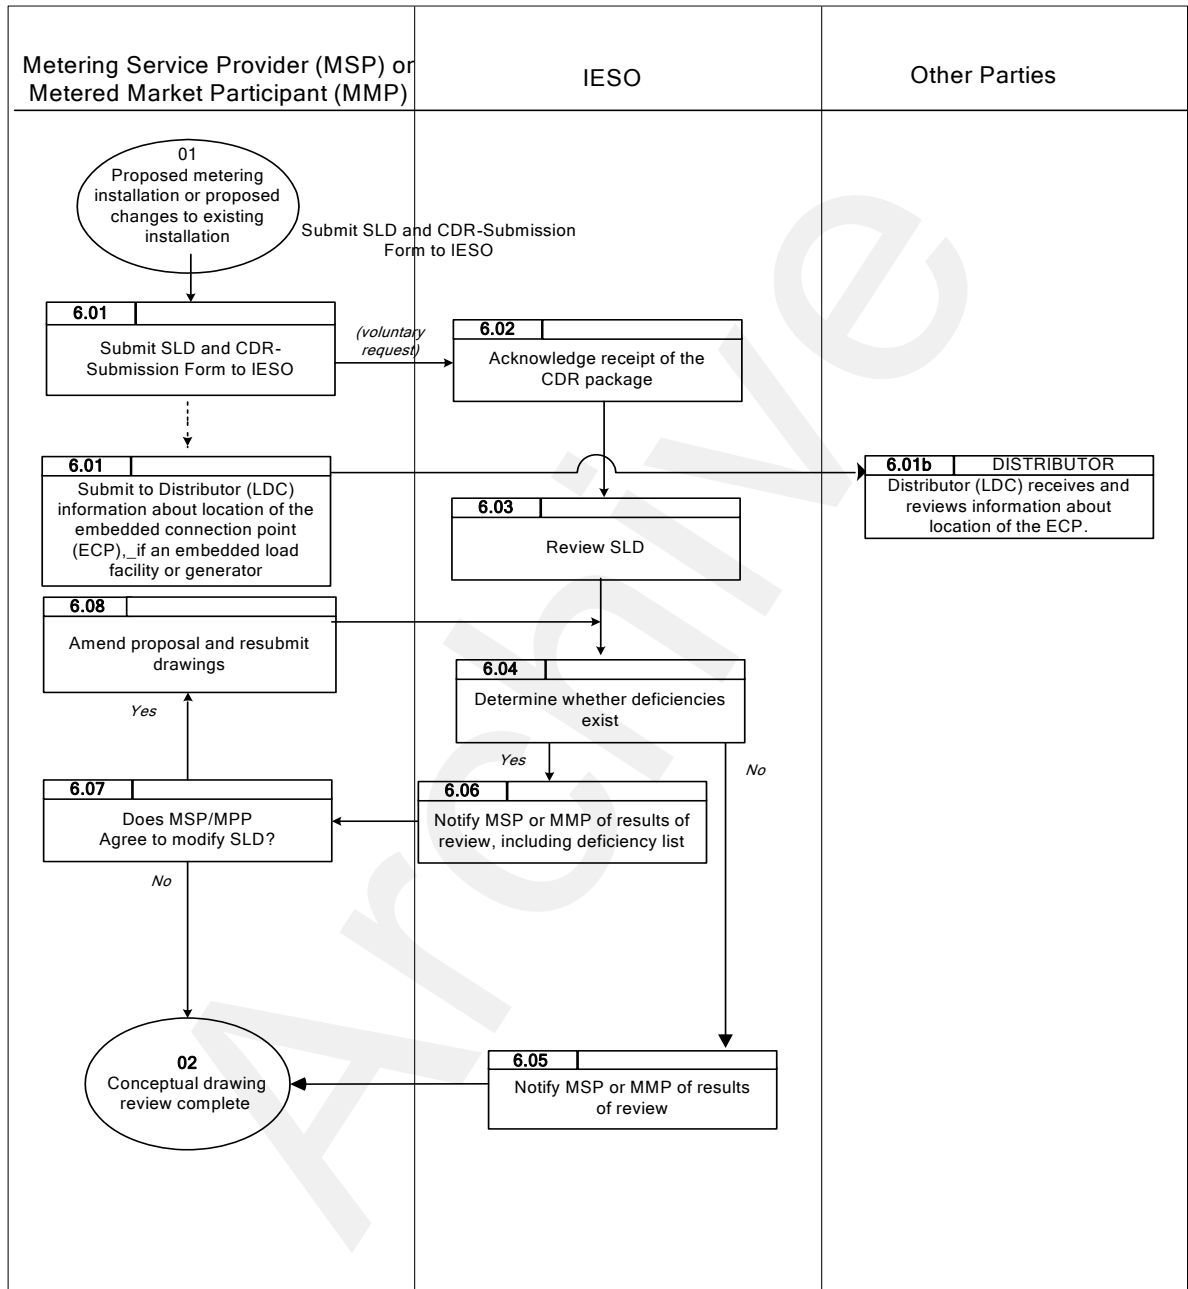 Metering Service Provider (MSP) or
Metered Market Participant (MMP)
IESO
Other Parties
01
Proposed metering
installation or proposed
changes to existing
installation
Submit SLD and CDR-Submission
Form to IESO
6.01
Submit SLD and CDR-
Submission Form to IESO
(voluntary
request)
6.02
Acknowledge receipt of the
CDR package
6.01
Submit to Distributor (LDC)
information about location of the
embedded connection point
(ECP),_if an embedded load
facility or generator
6.01b DISTRIBUTOR
Distributor (LDC) receives and
reviews information about
location of the ECP.
6.03
Review SLD
6.08
Amend proposal and resubmit
drawings
6.04
Determine whether deficiencies
exist
Yes
Yes
No
6.07
Does MSP/MPP
Agree to modify SLD?
6.06
Notify MSP or MMP of results of
review, including deficiency list
No
02
Conceptual drawing
review complete
6.05
Notify MSP or MMP of results
of review
Archive